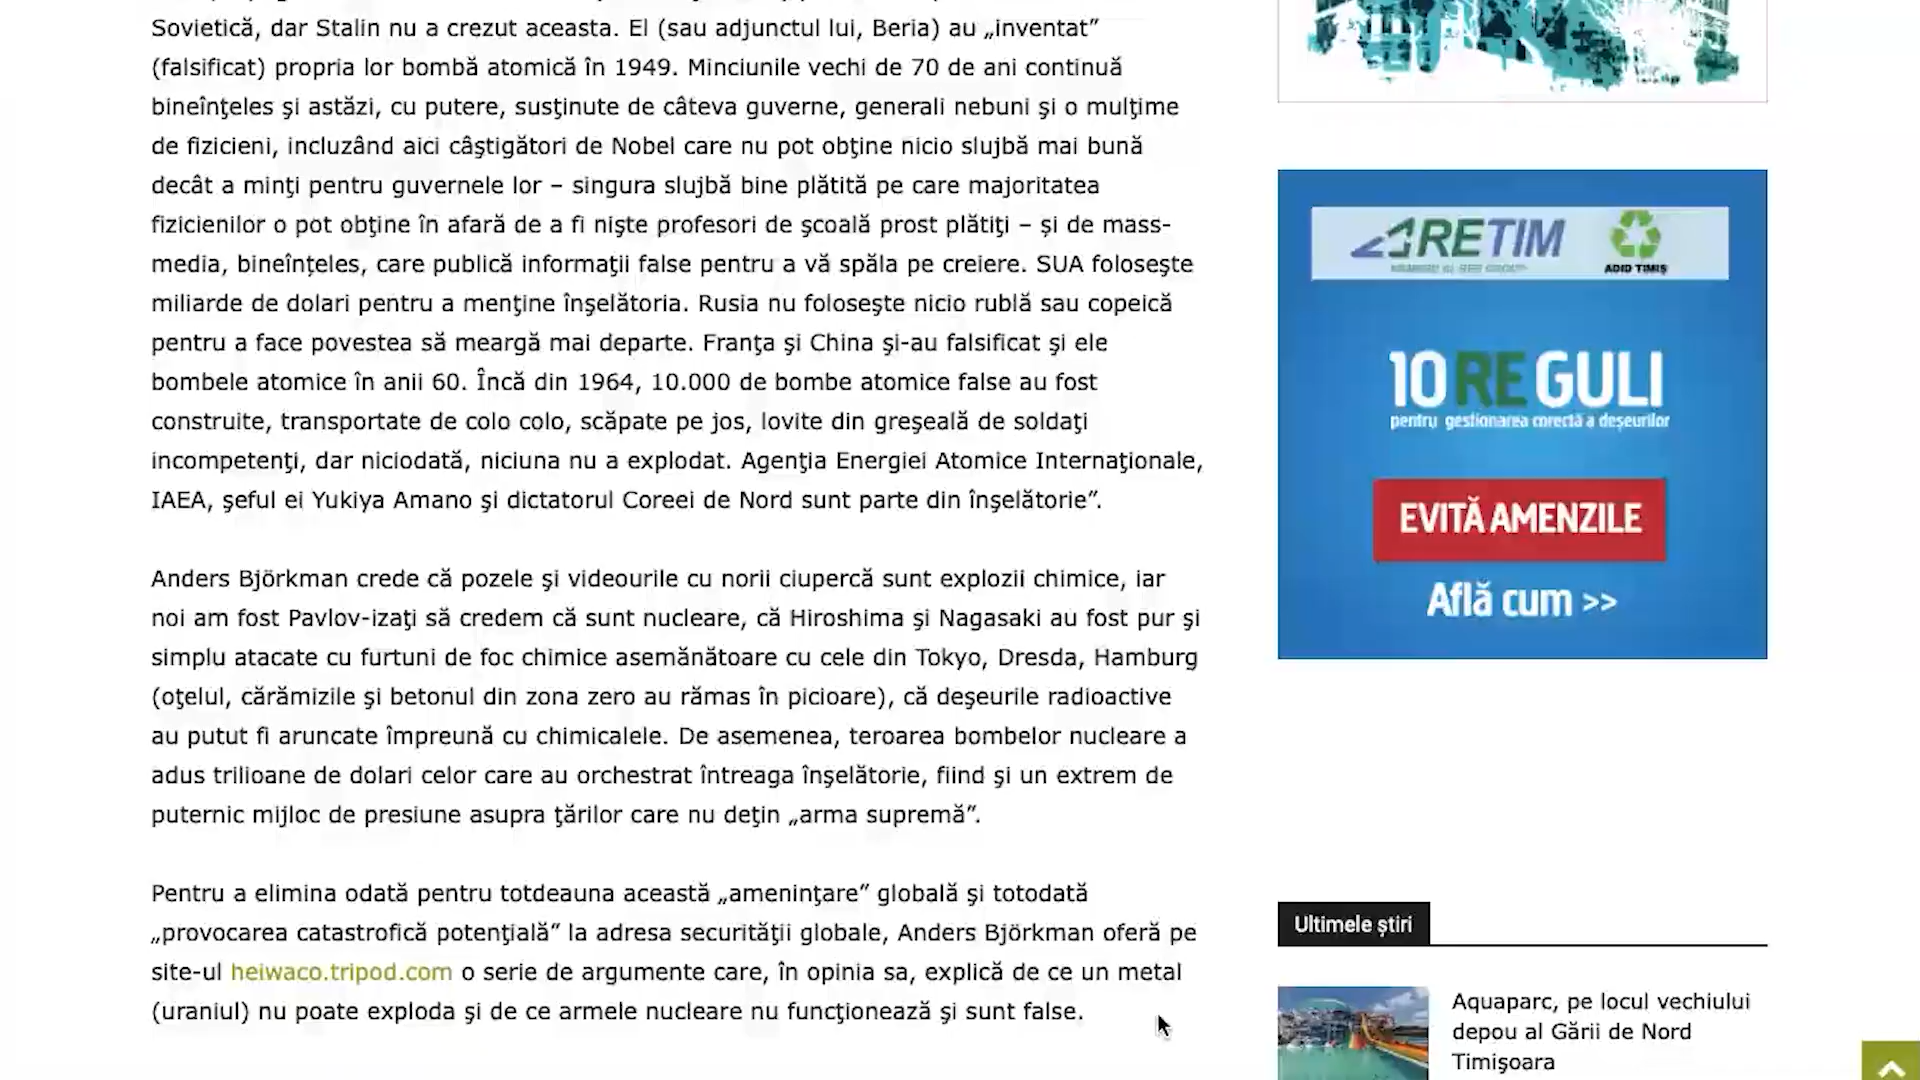 Sovietică, dar Stalin nu a crezut aceasta. El (sau adjunctul lui, Beria) au „inventat”
(falsificat) propria lor bombă atomică în 1949. Minciunile vechi de 70 de ani continuă
bineînţeles şi astăzi, cu putere, susţinute de câteva guverne, generali nebuni şi o mulţime
de fizicieni, incluzând aici câştigători de Nobel care nu pot obţine nicio slujbă mai bună
decât a minţi pentru guvernele lor – singura slujbă bine plătită pe care majoritatea
fizicienilor o pot obţine în afară de a fi nişte profesori de şcoală prost plătiţi – și de mass-
media, bineînțeles, care publică informaţii false pentru a vă spăla pe creiere. SUA foloseşte
miliarde de dolari pentru a menţine înşelătoria. Rusia nu foloseşte nicio rublă sau copeică
pentru a face povestea să meargă mai departe. Franţa şi China şi-au falsificat şi ele
bombele atomice în anii 60. Încă din 1964, 10.000 de bombe atomice false au fost
construite, transportate de colo colo, scăpate pe jos, lovite din greşeală de soldaţi
incompetenţi, dar niciodată, niciuna nu a explodat. Agenţia Energiei Atomice Internaţionale,
IAEA, şeful ei Yukiya Amano şi dictatorul Coreei de Nord sunt parte din înşelătorie”.
Anders Björkman crede că pozele şi videourile cu norii ciupercă sunt explozii chimice, iar
noi am fost Pavlov-izaţi să credem că sunt nucleare, că Hiroshima şi Nagasaki au fost pur şi
simplu atacate cu furtuni de foc chimice asemănătoare cu cele din Tokyo, Dresda, Hamburg
(oţelul, cărămizile şi betonul din zona zero au rămas în picioare), că deşeurile radioactive
au putut fi aruncate împreună cu chimicalele. De asemenea, teroarea bombelor nucleare a
adus trilioane de dolari celor care au orchestrat întreaga înşelătorie, fiind şi un extrem de
puternic mijloc de presiune asupra ţărilor care nu deţin „arma supremă”.
Pentru a elimina odată pentru totdeauna această „ameninţare” globală şi totodată
„provocarea catastrofică potenţială” la adresa securităţii globale, Anders Björkman oferă pe
site-ul heiwaco.tripod.com o serie de argumente care, în opinia sa, explică de ce un metal
(uraniul) nu poate exploda şi de ce armele nucleare nu funcţionează şi sunt false.
RETIM
ADID TIMIȘ
10 REGULI
pentru gestionarea corectă a deșeurilor
EVITĂ AMENZILE
Află cum >>
Ultimele știri
Aquaparc, pe locul vechiului
depou al Gării de Nord
Timișoara